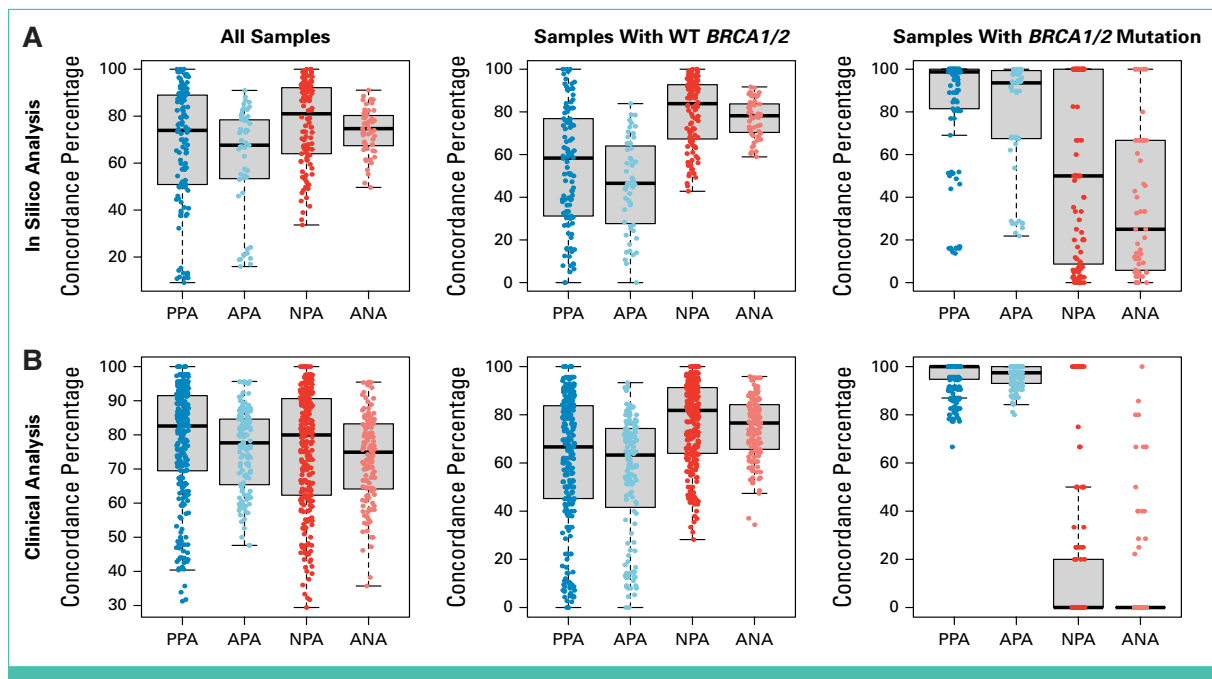 A
All Samples
Samples With WT BRCA1/2
Samples With BRCA1/2 Mutation
In Silico Analysis
Concordance Percentage
100
80
60
40
20
PPA APA NPA ANA
Concordance Percentage
100
80
60
40
20
0
PPA APA NPA ANA
Concordance Percentage
100
80
60
40
20
0
PPA APA NPA ANA
B
Clinical Analysis
Concordance Percentage
100
90
80
70
60
50
40
30
PPA APA NPA ANA
Concordance Percentage
100
80
60
40
20
0
PPA APA NPA ANA
Concordance Percentage
100
80
60
40
20
0
PPA APA NPA ANA